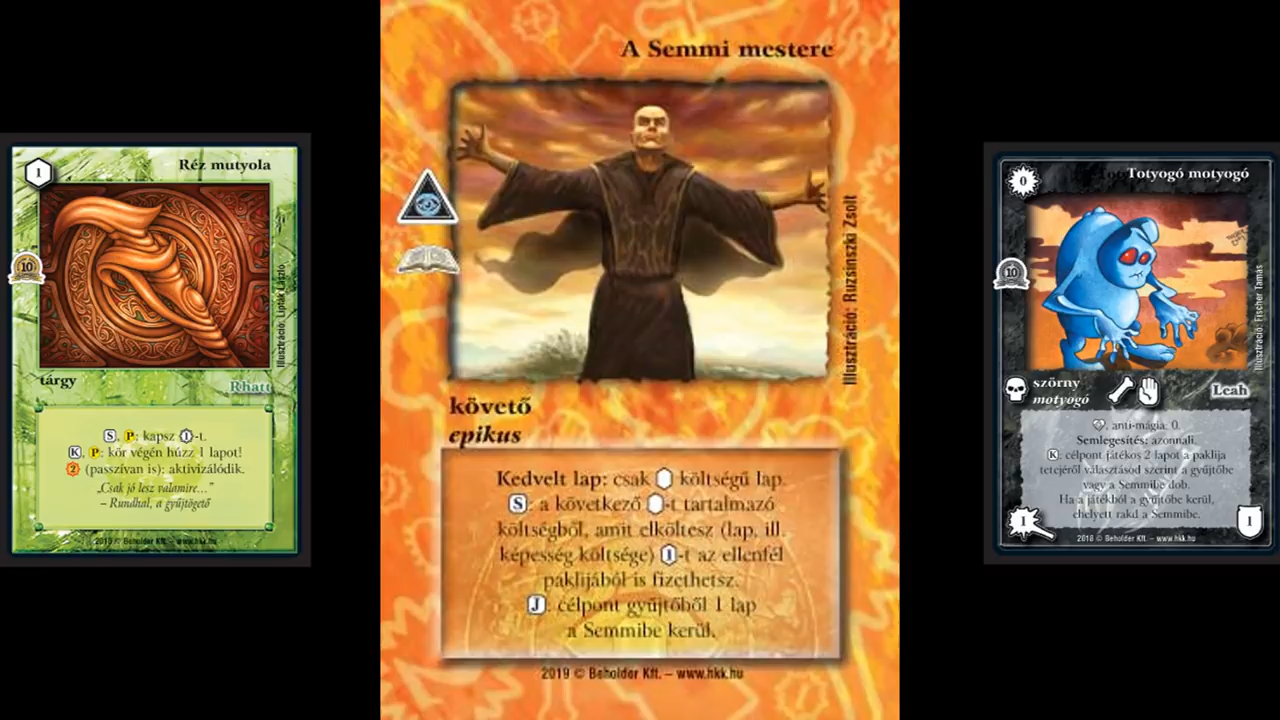 1
Réz mutyola
10
Illusztráció: Lipták László
tárgy
Rhatt
S, P: kapsz 1-t.
K, P: kör végén húzz 1 lapot!
2 (passzívan is): aktivizálódik.
„Csak jó lesz valamire...”
– Rundhal, a gyűjtögető
© Beholder Kft. – www.hkk.hu
A Semmi mestere
Illusztráció: Ruzsinszki Zsolt
követő
epikus
Kedvelt lap: csak költségű lap.
S: a következő -t tartalmazó
költségből, amit elköltesz (lap, ill.
képesség költsége) 1-t az ellenfél
paklijából is fizethetsz.
J: célpont gyűjtőből 1 lap
a Semmibe kerül.
2019 © Beholder Kft. – www.hkk.hu
0
Totyogó motyogó
10
Illusztráció: Fischer Tamás
szörny
motyogó
Leah
, anti-mágia: 0.
Semlegesítés: azonnali.
K: célpont játékos 2 lapot a paklija
tetejéről választásod szerint a gyűjtőbe
vagy a Semmibe dob.
Ha a játékból a gyűjtőbe kerül,
ehelyett rakd a Semmibe.
1
1
2018 © Beholder Kft. – www.hkk.hu